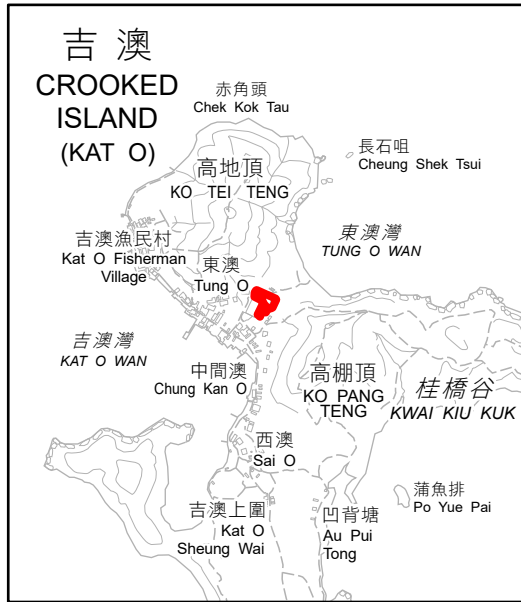 吉 澳
CROOKED
ISLAND
(KAT O)
赤角頭
Chek Kok Tau
長石咀
Cheung Shek Tsui
高地頂
KO TEI TENG
吉澳漁民村
Kat O Fisherman
Village
東澳灣
TUNG O WAN
東澳
Tung O
吉澳灣
KAT O WAN
中間澳
Chung Kan O
高棚頂
KO PANG
TENG
桂橋谷
KWAI KIU KUK
西澳
Sai O
蒲魚排
Po Yue Pai
吉澳上圍
Kat O
Sheung Wai
凹背塘
Au Pui
Tong